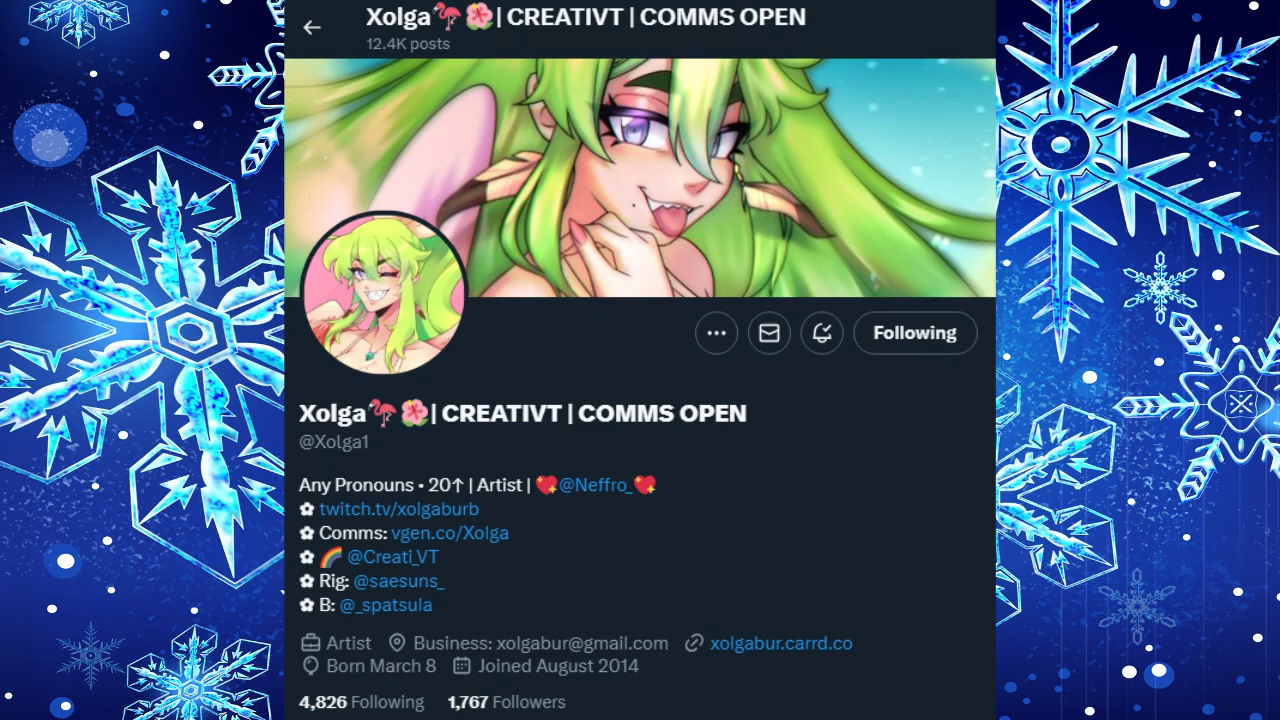 Xolga🦩🌺| CREATIVT | COMMS OPEN
12.4K posts
Following
Xolga🦩🌺| CREATIVT | COMMS OPEN
@Xolga1
Any Pronouns • 20↑ | Artist | 💖@Neffro_💖
✿ twitch.tv/xolgaburb
✿ Comms: vgen.co/Xolga
✿ 🌈 @Creati_VT
✿ Rig: @saesuns_
✿ B: @_spatsula
Artist Business: xolgabur@gmail.com xolgabur.carrd.co
Born March 8 Joined August 2014
4,826 Following 1,767 Followers